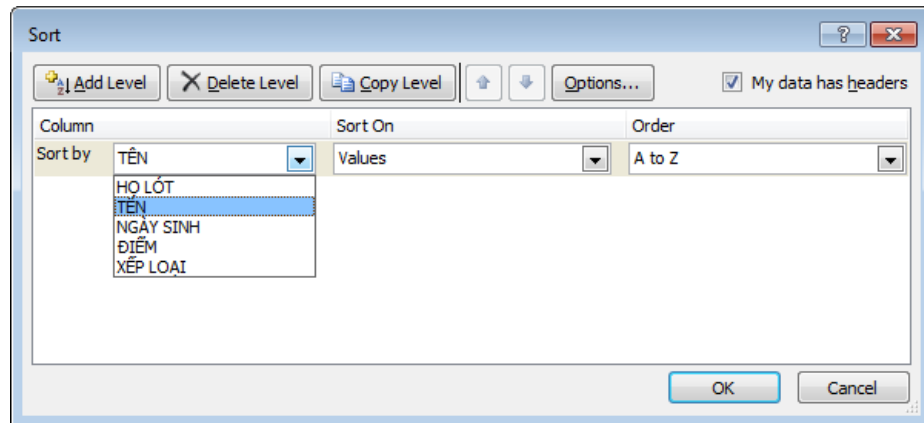 Sort
Add Level Delete Level Copy Level Options... My data has headers
Column Sort On Order
Sort by TÊN Values A to Z
HỌ LÓT
TÊN
NGÀY SINH
ĐIỂM
XẾP LOẠI
OK Cancel